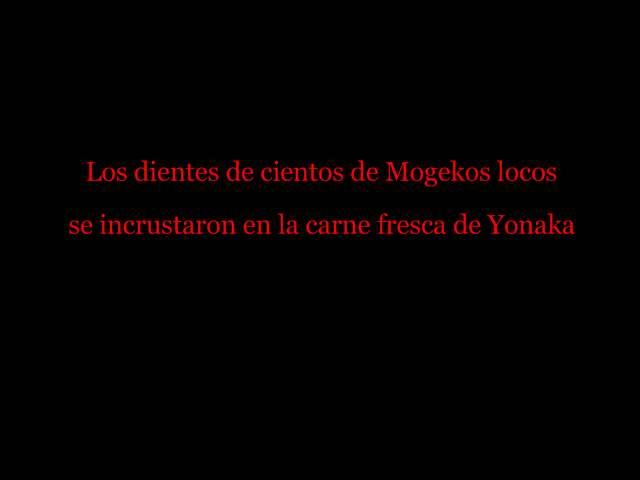 Los dientes de cientos de Mogekos locos
se incrustaron en la carne fresca de Yonaka